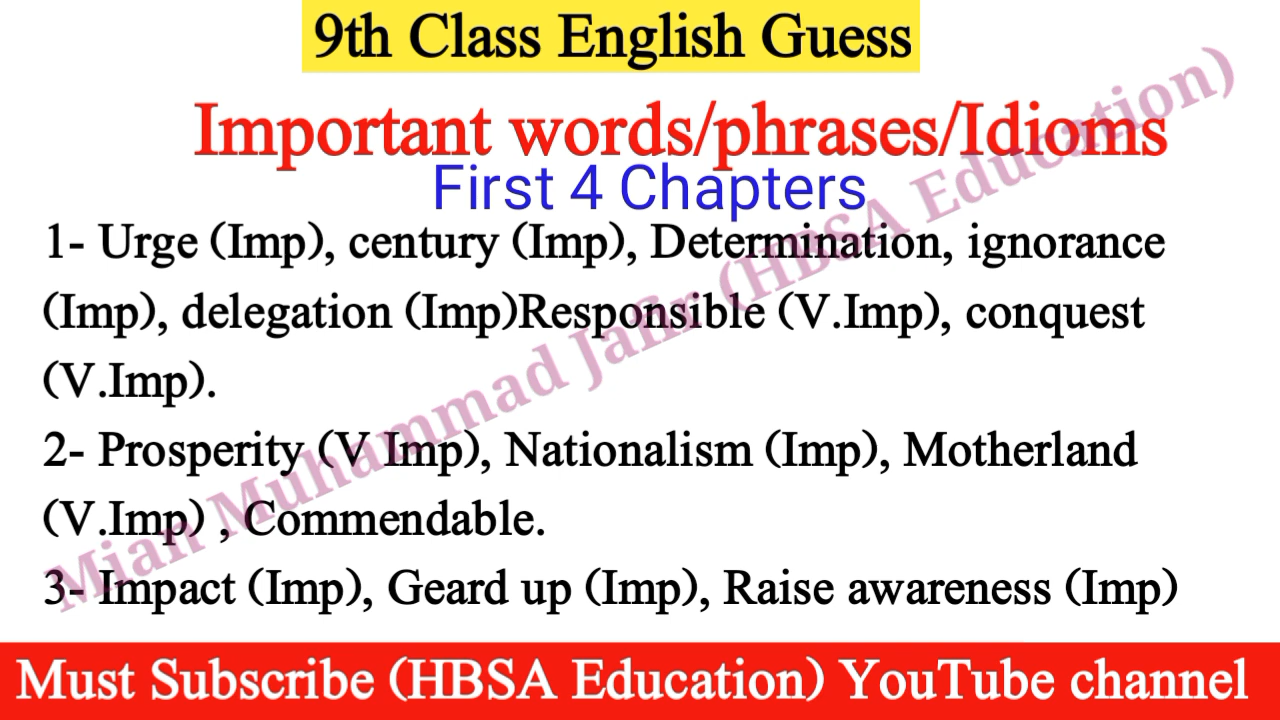 9th Class English Guess
Important words/phrases/Idioms
First 4 Chapters
1- Urge (Imp), century (Imp), Determination, ignorance
(Imp), delegation (Imp)Responsible (V.Imp), conquest
(V.Imp).
2- Prosperity (V Imp), Nationalism (Imp), Motherland
(V.Imp) , Commendable.
3- Impact (Imp), Geard up (Imp), Raise awareness (Imp)
Mian Muhammad Jafir (HBSA Education)
Must Subscribe (HBSA Education) YouTube channel